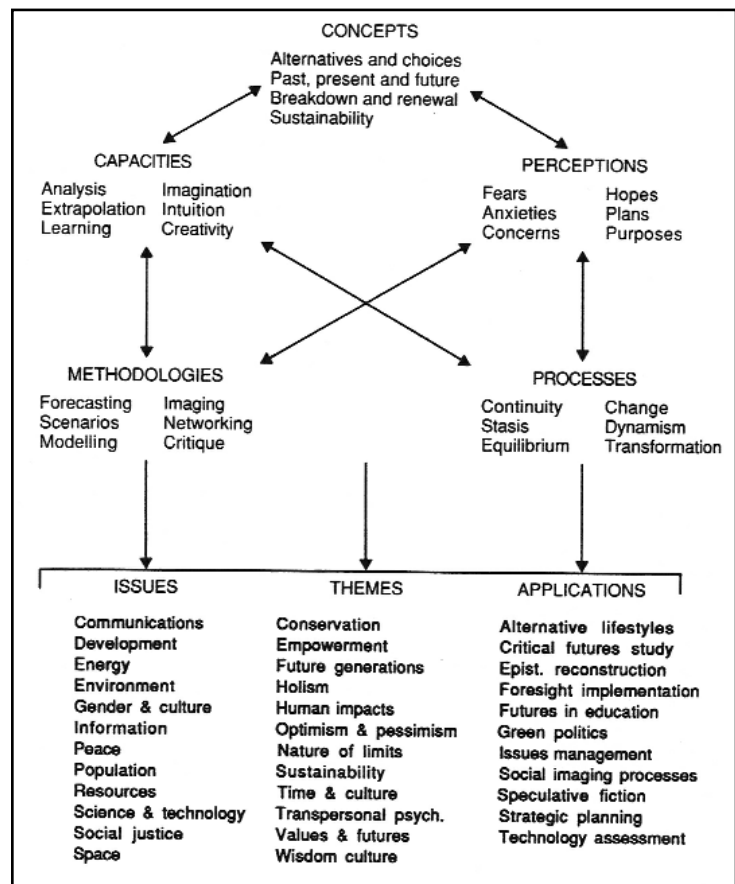 CONCEPTS
Alternatives and choices
Past, present and future
Breakdown and renewal
Sustainability
CAPACITIES
Analysis Imagination
Extrapolation Intuition
Learning Creativity
PERCEPTIONS
Fears Hopes
Anxieties Plans
Concerns Purposes
METHODOLOGIES
Forecasting Imaging
Scenarios Networking
Modelling Critique
PROCESSES
Continuity Change
Stasis Dynamism
Equilibrium Transformation
ISSUES
Communications
Development
Energy
Environment
Gender & culture
Information
Peace
Population
Resources
Science & technology
Social justice
Space
THEMES
Conservation
Empowerment
Future generations
Holism
Human impacts
Optimism & pessimism
Nature of limits
Sustainability
Time & culture
Transpersonal psych.
Values & futures
Wisdom culture
APPLICATIONS
Alternative lifestyles
Critical futures study
Epist. reconstruction
Foresight implementation
Futures in education
Green politics
Issues management
Social imaging processes
Speculative fiction
Strategic planning
Technology assessment